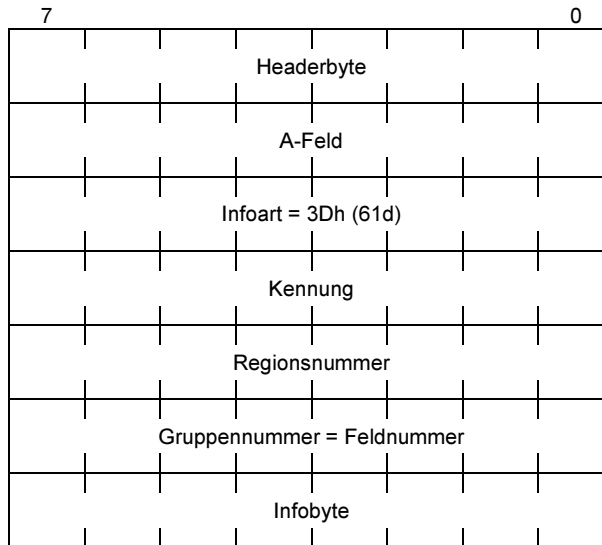 7 0
Headerbyte
A-Feld
Infoart = 3Dh (61d)
Kennung
Regionsnummer
Gruppennummer = Feldnummer
Infobyte